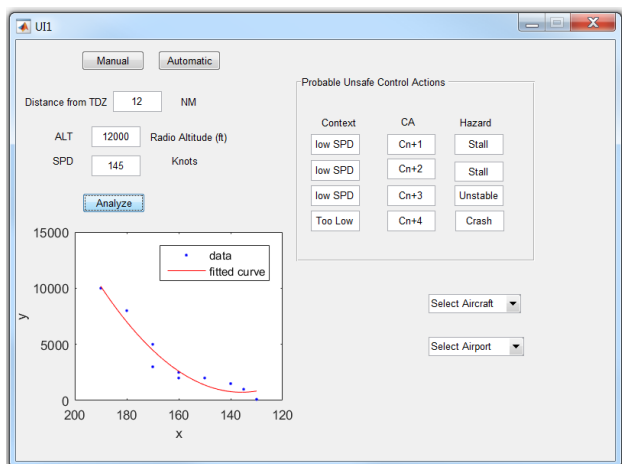 UI1
Manual Automatic
Distance from TDZ 12 NM
ALT 12000 Radio Altitude (ft)
SPD 145 Knots
Analyze
Probable Unsafe Control Actions
Context CA Hazard
low SPD Cn+1 Stall
low SPD Cn+2 Stall
low SPD Cn+3 Unstable
Too Low Cn+4 Crash
Select Aircraft
Select Airport
data
fitted curve
15000
10000
5000
0
y
200 180 160 140 120
x